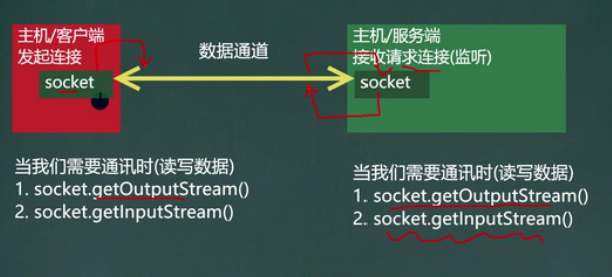 主机/客户端
发起连接
socket
数据通道
主机/服务端
接收请求连接(监听)
socket
当我们需要通讯时(读写数据)
1. socket.getOutputStream()
2. socket.getInputStream()
当我们需要通讯时(读写数据)
1. socket.getOutputStream()
2. socket.getInputStream()